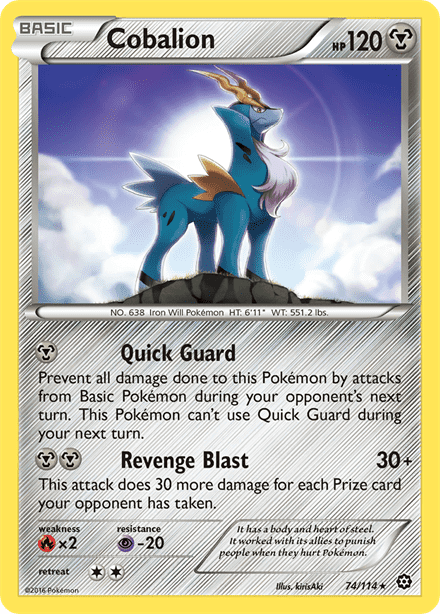 BASIC
Cobalion
HP 120
NO. 638 Iron Will Pokémon HT: 6'11" WT: 551.2 lbs.
Quick Guard
Prevent all damage done to this Pokémon by attacks
from Basic Pokémon during your opponent's next
turn. This Pokémon can't use Quick Guard during
your next turn.
Revenge Blast 30+
This attack does 30 more damage for each Prize card
your opponent has taken.
weakness resistance
×2 -20
It has a body and heart of steel.
It worked with its allies to punish
people when they hurt Pokémon.
retreat
©2016 Pokémon
Illus. kirisAki
74/114 ★